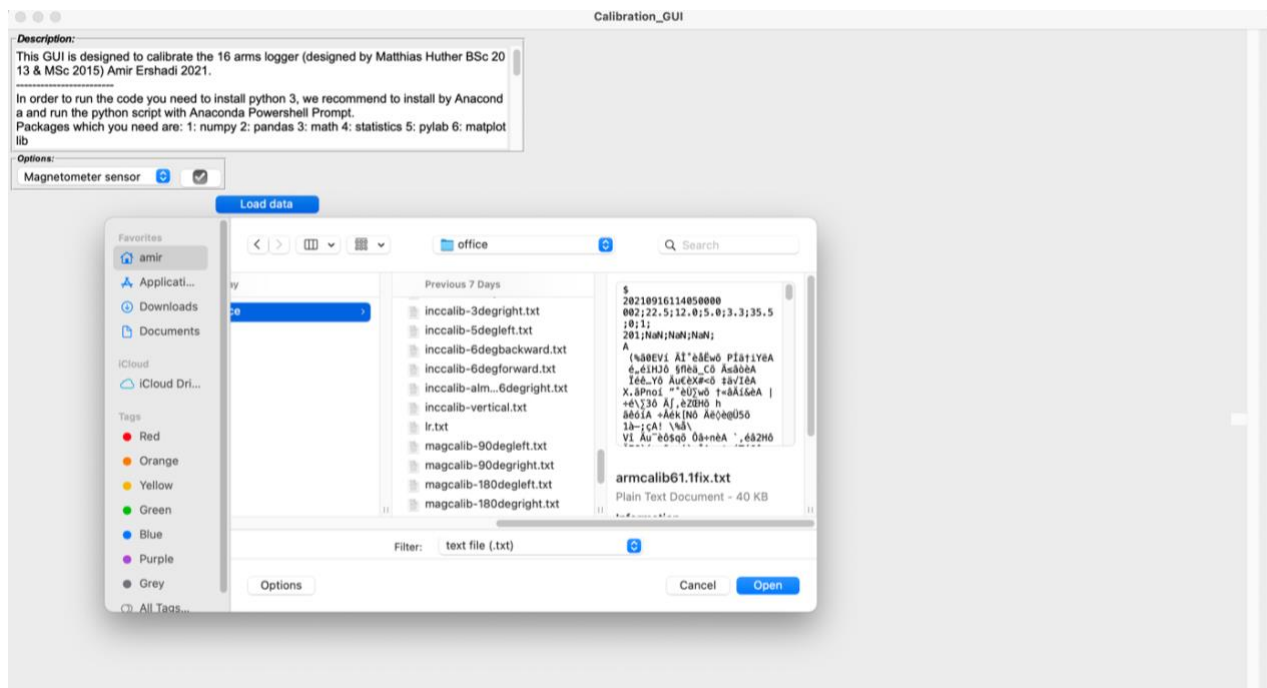 Calibration_GUI
Description:
This GUI is designed to calibrate the 16 arms logger (designed by Matthias Huther BSc 20
13 & MSc 2015) Amir Ershadi 2021.
------------------------
In order to run the code you need to install python 3, we recommend to install by Anacond
a and run the python script with Anaconda Powershell Prompt.
Packages which you need are: 1: numpy 2: pandas 3: math 4: statistics 5: pylab 6: matplot
lib
Options:
Magnetometer sensor
Load data
Favorites
amir
Applicati...
Downloads
Documents
iCloud
iCloud Dri...
Tags
Red
Orange
Yellow
Green
Blue
Purple
Grey
All Tags...
office
Search
Previous 7 Days
inccalib-3degright.txt
inccalib-5degleft.txt
inccalib-6degbackward.txt
inccalib-6degforward.txt
inccalib-alm...6degright.txt
inccalib-vertical.txt
lr.txt
magcalib-90degleft.txt
magcalib-90degright.txt
magcalib-180degleft.txt
magcalib-180degright.txt
$
20210916114050000
002;22.5;12.0;5.0;3.3;35.5
;0;1;
201;NaN;NaN;NaN;
A
armcalib61.1fix.txt
Plain Text Document - 40 KB
Filter:
text file (.txt)
Options
Cancel
Open